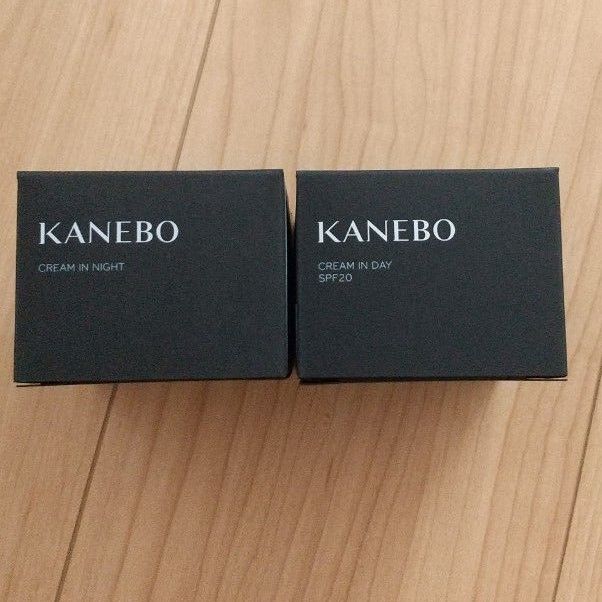 KANEBO
CREAM IN NIGHT
KANEBO
CREAM IN DAY
SPF20